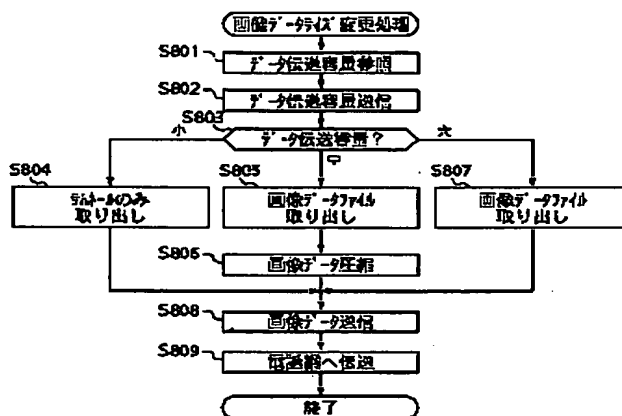 画像データサイズ変更処理
S801
データ伝送容量参照
S802
データ伝送容量送信
S803
データ伝送容量?
小
中
大
S804
サムネールのみ
取り出し
S805
画像データファイル
取り出し
S807
画像データファイル
取り出し
S806
画像データ圧縮
S808
画像データ送信
S809
伝送網へ伝送
終了